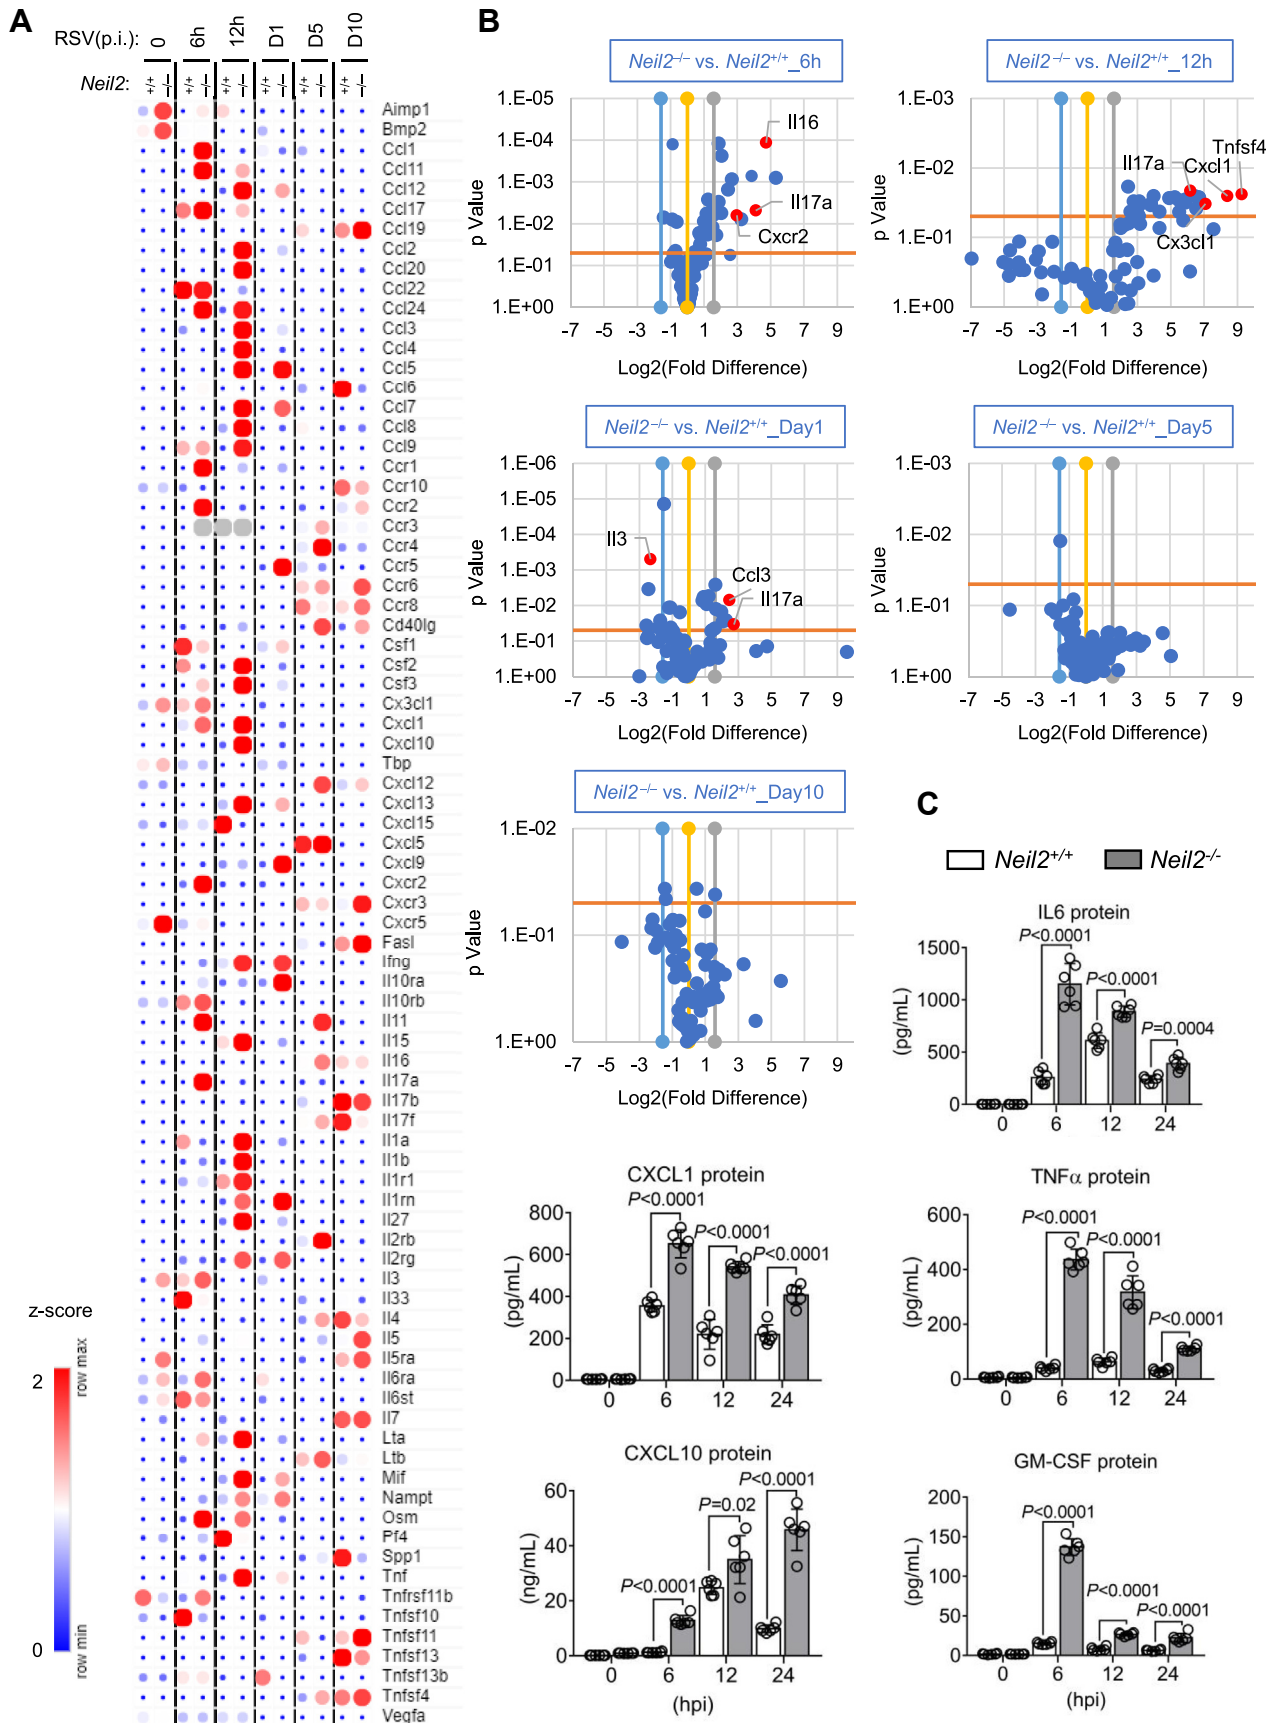 A
RSV(p.i.):
0
6h
12h
D1
D5
D10
Neil2:
+/+
–/–
+/+
–/–
+/+
–/–
+/+
–/–
+/+
–/–
+/+
–/–
Aimp1
Bmp2
Ccl1
Ccl11
Ccl12
Ccl17
Ccl19
Ccl2
Ccl20
Ccl22
Ccl24
Ccl3
Ccl4
Ccl5
Ccl6
Ccl7
Ccl8
Ccl9
Ccr1
Ccr10
Ccr2
Ccr3
Ccr4
Ccr5
Ccr6
Ccr8
Cd40lg
Csf1
Csf2
Csf3
Cx3cl1
Cxcl1
Cxcl10
Tbp
Cxcl12
Cxcl13
Cxcl15
Cxcl5
Cxcl9
Cxcr2
Cxcr3
Cxcr5
Fasl
Ifng
Il10ra
Il10rb
Il11
Il15
Il16
Il17a
Il17b
Il17f
Il1a
Il1b
Il1r1
Il1rn
Il27
Il2rb
Il2rg
Il3
Il33
Il4
Il5
Il5ra
Il6ra
Il6st
Il7
Lta
Ltb
Mif
Nampt
Osm
Pf4
Spp1
Tnf
Tnfrsf11b
Tnfsf10
Tnfsf11
Tnfsf13
Tnfsf13b
Tnfsf4
Vegfa
z-score
2
row max
0
row min
B
Neil2–/– vs. Neil2+/+_6h
1.E-05
1.E-04
1.E-03
1.E-02
1.E-01
1.E+00
p Value
Il16
Il17a
Cxcr2
-7 -5 -3 -1 1 3 5 7 9
Log2(Fold Difference)
Neil2–/– vs. Neil2+/+_12h
1.E-03
1.E-02
1.E-01
1.E+00
p Value
Tnfsf4
Il17a Cxcl1
Cx3cl1
-7 -5 -3 -1 1 3 5 7 9
Log2(Fold Difference)
Neil2–/– vs. Neil2+/+_Day1
1.E-06
1.E-05
1.E-04
1.E-03
1.E-02
1.E-01
1.E+00
p Value
Il3
Ccl3
Il17a
-7 -5 -3 -1 1 3 5 7 9
Log2(Fold Difference)
Neil2–/– vs. Neil2+/+_Day5
1.E-03
1.E-02
1.E-01
1.E+00
p Value
-7 -5 -3 -1 1 3 5 7 9
Log2(Fold Difference)
Neil2–/– vs. Neil2+/+_Day10
1.E-02
1.E-01
1.E+00
p Value
-7 -5 -3 -1 1 3 5 7 9
Log2(Fold Difference)
C
Neil2+/+
Neil2-/-
IL6 protein
P<0.0001
P<0.0001
P=0.0004
1500
1000
500
0
(pg/mL)
0 6 12 24
CXCL1 protein
P<0.0001
P<0.0001
P<0.0001
800
600
400
200
0
(pg/mL)
0 6 12 24
TNFα protein
P<0.0001
P<0.0001
P<0.0001
600
400
200
0
(pg/mL)
0 6 12 24
CXCL10 protein
P<0.0001
P=0.02
P<0.0001
60
40
20
0
(ng/mL)
0 6 12 24
(hpi)
GM-CSF protein
P<0.0001
P<0.0001
P<0.0001
200
150
100
50
0
(pg/mL)
0 6 12 24
(hpi)